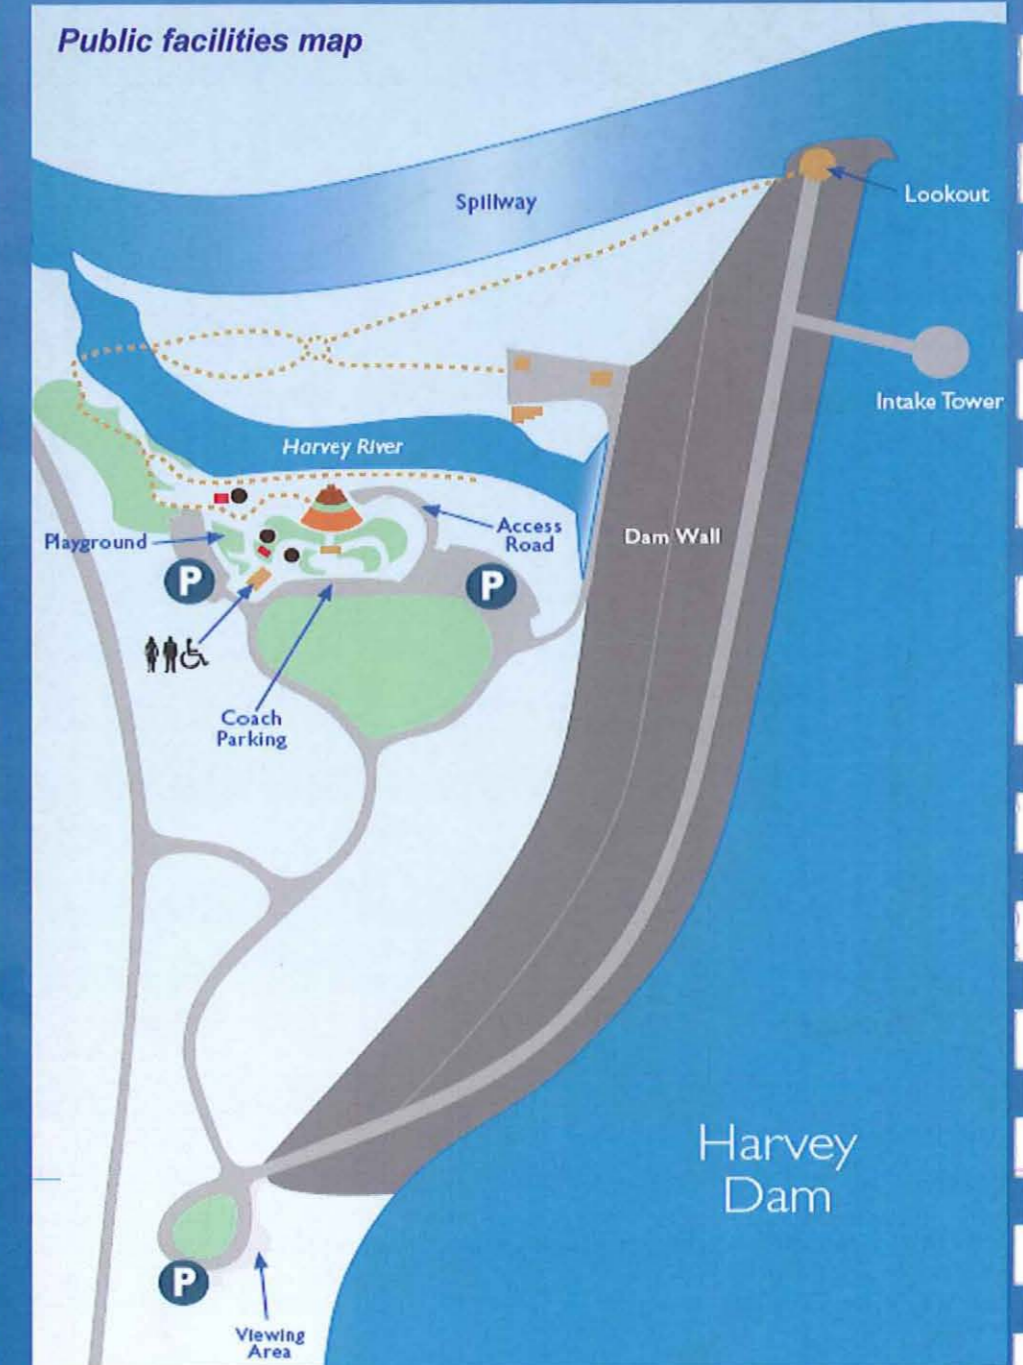 Public facilities map
Spillway
Lookout
Intake Tower
Harvey River
Access
Road
Dam Wall
Playground
P
P
Coach
Parking
Harvey
Dam
P
Viewing
Area